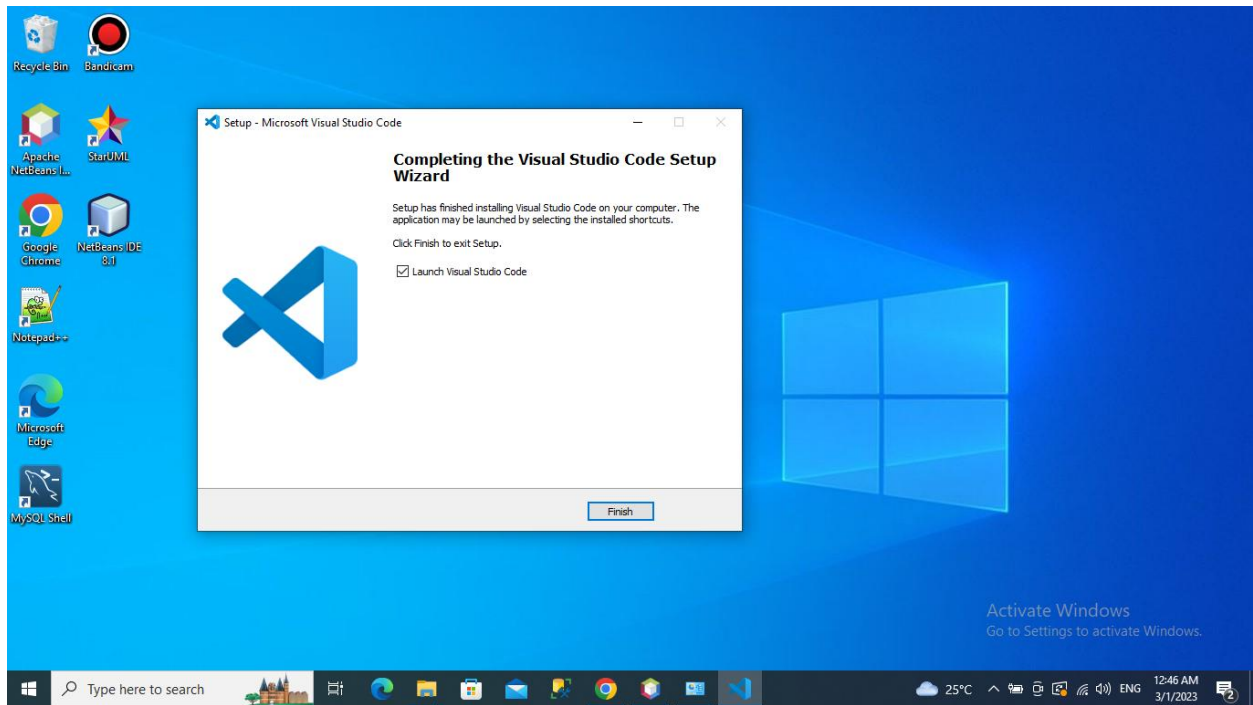 Recycle Bin
Bandicam
Apache
NetBeans I...
StarUML
Google
Chrome
NetBeans IDE
8.1
Notepad++
Microsoft
Edge
MySQL Shell
Setup - Microsoft Visual Studio Code
Completing the Visual Studio Code Setup
Wizard
Setup has finished installing Visual Studio Code on your computer. The
application may be launched by selecting the installed shortcuts.
Click Finish to exit Setup.
Launch Visual Studio Code
Finish
Activate Windows
Go to Settings to activate Windows.
Type here to search
25°C
ENG
12:46 AM
3/1/2023
2